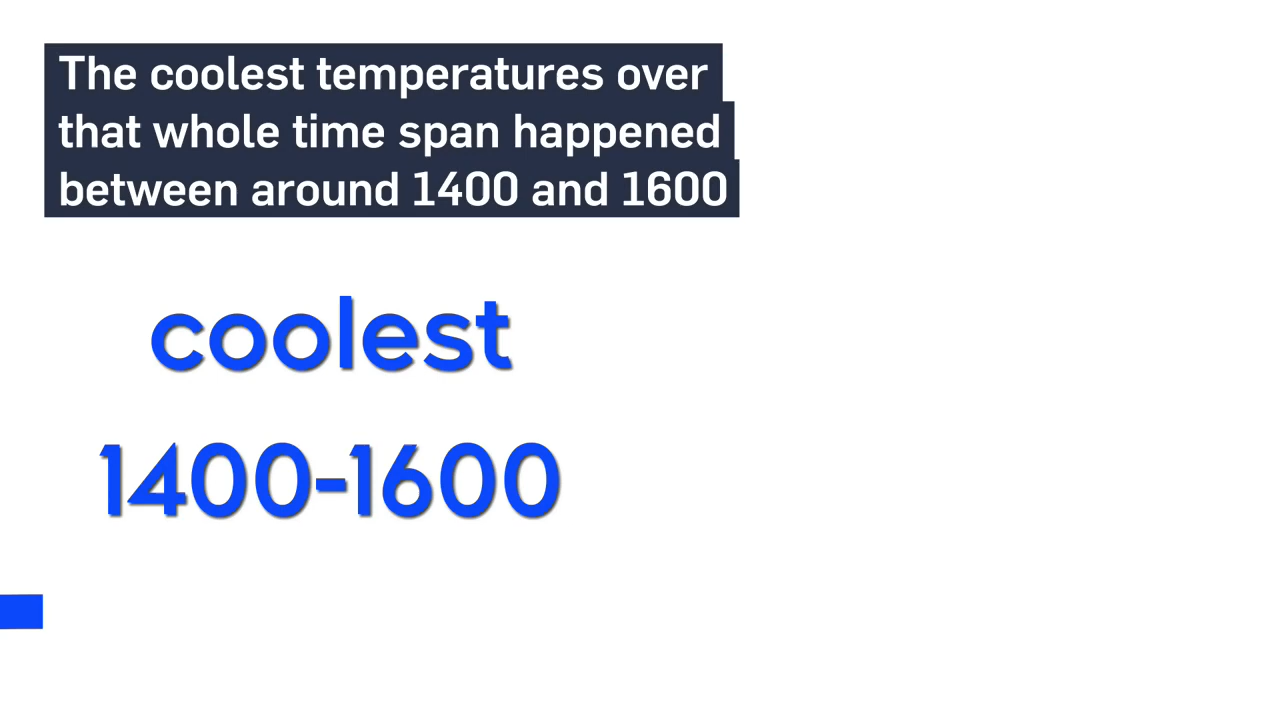 The coolest temperatures over
that whole time span happened
between around 1400 and 1600
coolest
1400-1600